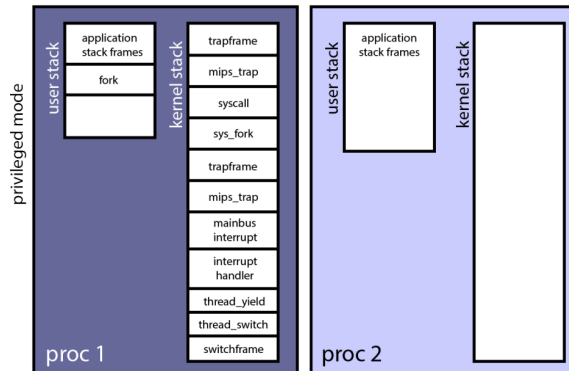 privileged mode
user stack
application
stack frames
fork
kernel stack
trapframe
mips_trap
syscall
sys_fork
trapframe
mips_trap
mainbus
interrupt
interrupt
handler
thread_yield
thread_switch
switchframe
proc 1
user stack
application
stack frames
kernel stack
proc 2